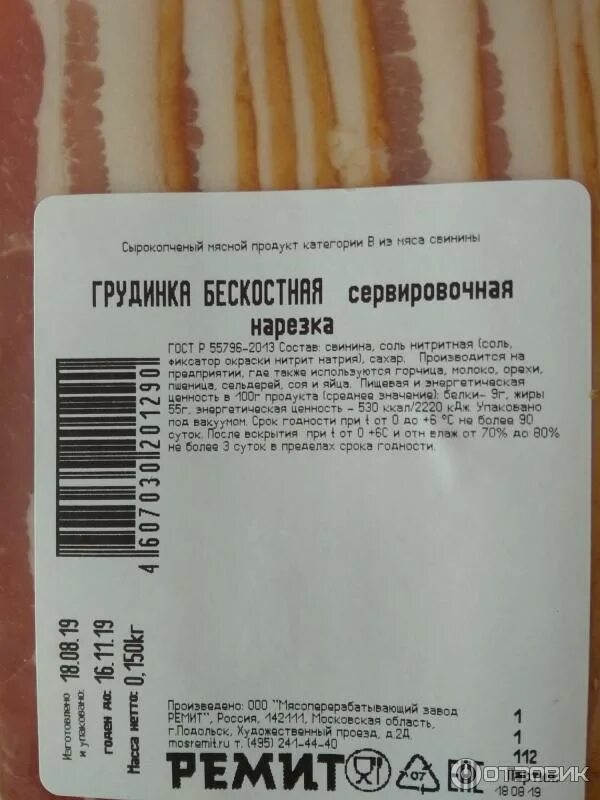 Сырокопченый мясной продукт категории В из мяса свинины
ГРУДИНКА БЕСКОСТНАЯ сервировочная
нарезка
ГОСТ Р 55796-2013 Состав: свинина, соль нитритная (соль,
фиксатор окраски нитрит натрия), сахар. Производится на
предприятии, где также используются горчица, молоко, орехи,
пшеница, сельдерей, соя и яйца. Пищевая и энергетическая
ценность в 100г продукта (среднее значение): белки- 9г, жиры
55г, энергетическая ценность - 530 ккал/2220 кДж. Упаковано
под вакуумом. Срок годности при t от 0 до +6 °C не более 90
суток. После вскрытия при t от 0 +6C и отн влаж от 70% до 80%
не более 3 суток в пределах срока годности.
4 607030 201290
Изготовлено
и упаковано: 18.08.19
годен до: 16.11.19
Масса нетто: 0,150кг
Произведено: ООО "Мясоперерабатывающий завод
РЕМИТ", Россия, 142111, Московская область,
г.Подольск, Художественный проезд, д.2Д
mosremit.ru т. (495) 241-44-40
РЕМИТ
07
EAC
1
1
112
Партия:
18 08 19
ОТЗОВИК